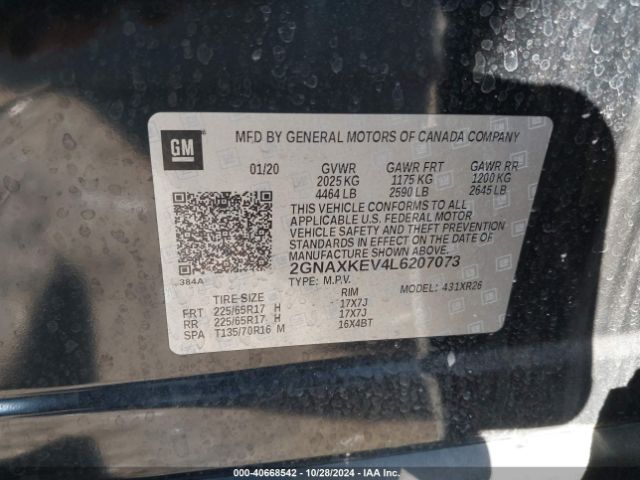 GM
MFD BY GENERAL MOTORS OF CANADA COMPANY
01/20 GVWR GAWR FRT GAWR RR
2025 KG 1175 KG 1200 KG
4464 LB 2590 LB 2645 LB
THIS VEHICLE CONFORMS TO ALL
APPLICABLE U.S. FEDERAL MOTOR
VEHICLE SAFETY AND THEFT PREVENTION
STANDARDS IN EFFECT ON THE DATE OF
MANUFACTURE SHOWN ABOVE.
384A 2GNAXKEV4L6207073
TYPE: M.P.V. MODEL: 431XR26
TIRE SIZE RIM
FRT 225/65R17 H 17X7J
RR 225/65R17 H 17X7J
SPA T135/70R16 M 16X4BT
000-40668542 | 10/28/2024 | IAA Inc.